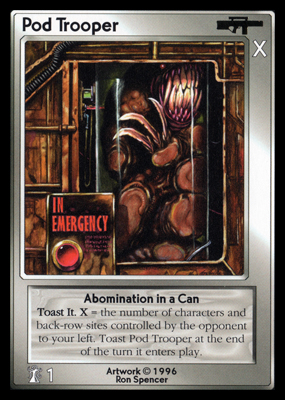 Pod Trooper
X
IN
EMERGENCY
Abomination in a Can
Toast It. X = the number of characters and
back-row sites controlled by the opponent
to your left. Toast Pod Trooper at the end
of the turn it enters play.
Artwork © 1996
Ron Spencer
1